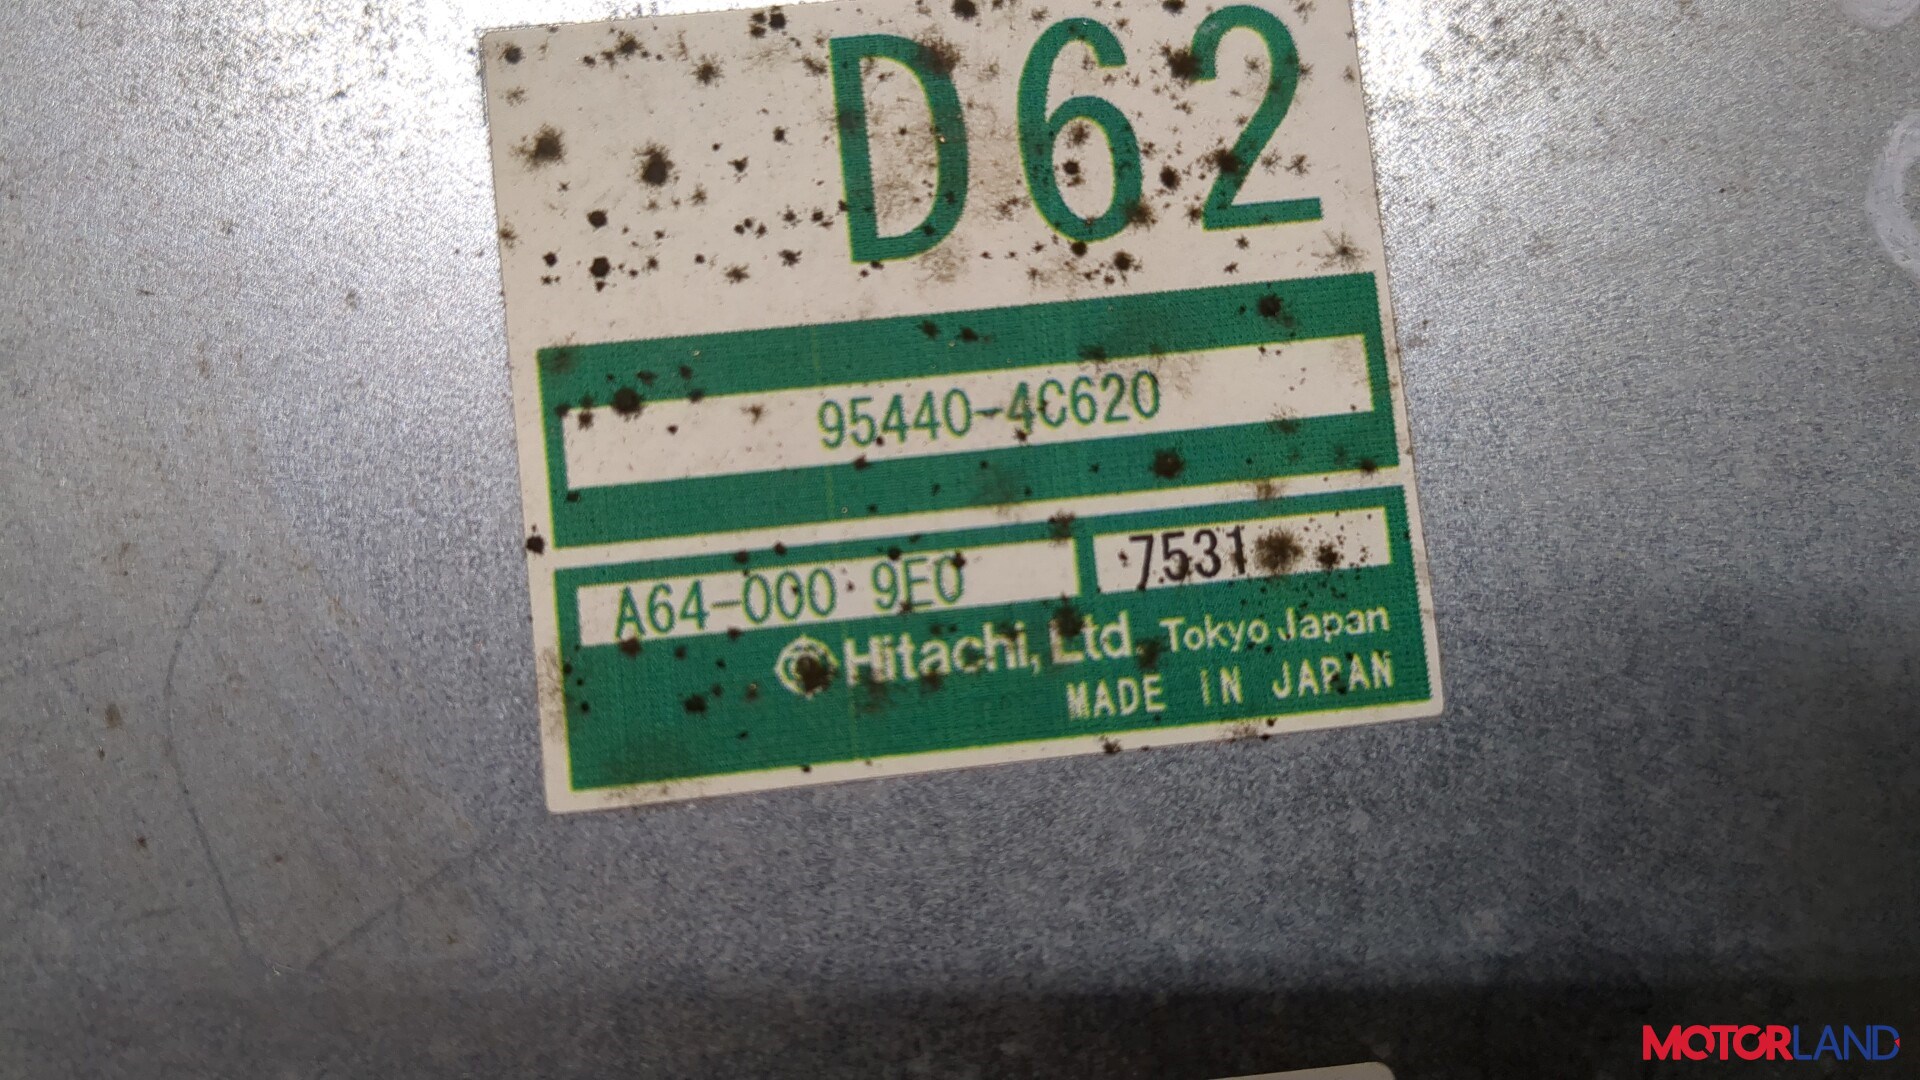 D62
95440-4C620
A64-000 9E0 7531
Hitachi, Ltd. Tokyo Japan
MADE IN JAPAN
MOTORLAND